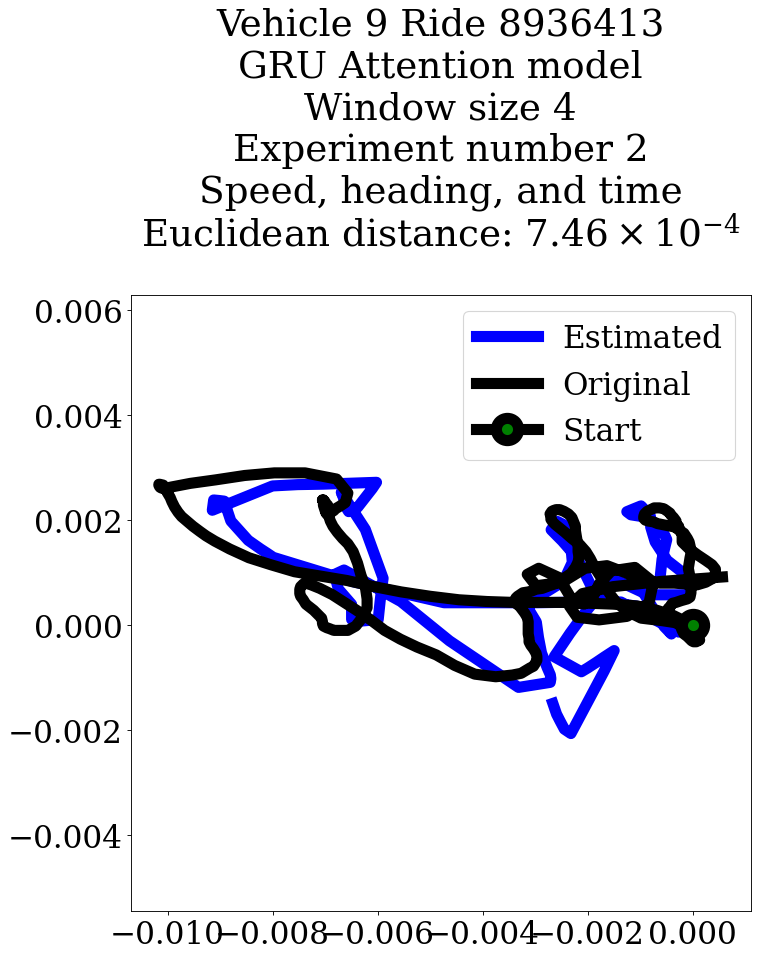 Vehicle 9 Ride 8936413
GRU Attention model
Window size 4
Experiment number 2
Speed, heading, and time
Euclidean distance: 7.46 × 10⁻⁴
Estimated
Original
Start
0.006
0.004
0.002
0.000
−0.002
−0.004
−0.010 −0.008 −0.006 −0.004 −0.002 0.000